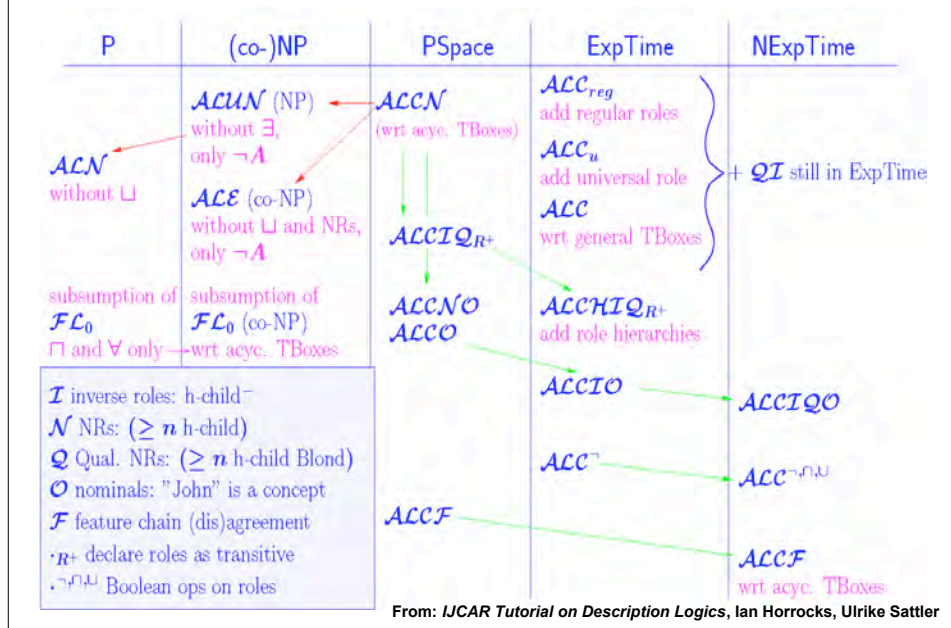 P (co-)NP PSpace ExpTime NExpTime
𝒜ℒ𝒰𝒩 (NP)
without ∃,
only ¬A
𝒜ℒ𝒩
without ⊔
𝒜ℒℰ (co-NP)
without ⊔ and NRs,
only ¬A
𝒜ℒ𝒞𝒩
(wrt acyc. TBoxes)
𝒜ℒ𝒞ℐ𝒬_R+
𝒜ℒ𝒞_reg
add regular roles
𝒜ℒ𝒞_u
add universal role
𝒜ℒ𝒞
wrt general TBoxes
+ 𝒬ℐ still in ExpTime
subsumption of
ℱℒ₀
⊓ and ∀ only
subsumption of
ℱℒ₀ (co-NP)
wrt acyc. TBoxes
𝒜ℒ𝒞𝒩𝒪
𝒜ℒ𝒞𝒪
𝒜ℒ𝒞ℋℐ𝒬_R+
add role hierarchies
𝒜ℒ𝒞ℐ𝒪
𝒜ℒ𝒞ℐ𝒬𝒪
𝒜ℒ𝒞^¬
𝒜ℒ𝒞^¬,⊓,⊔
𝒜ℒ𝒞ℱ
𝒜ℒ𝒞ℱ
wrt acyc. TBoxes
ℐ inverse roles: h-child⁻
𝒩 NRs: (≥ n h-child)
𝒬 Qual. NRs: (≥ n h-child Blond)
𝒪 nominals: "John" is a concept
ℱ feature chain (dis)agreement
·_R+ declare roles as transitive
·^¬,⊓,⊔ Boolean ops on roles
From: IJCAR Tutorial on Description Logics, Ian Horrocks, Ulrike Sattler